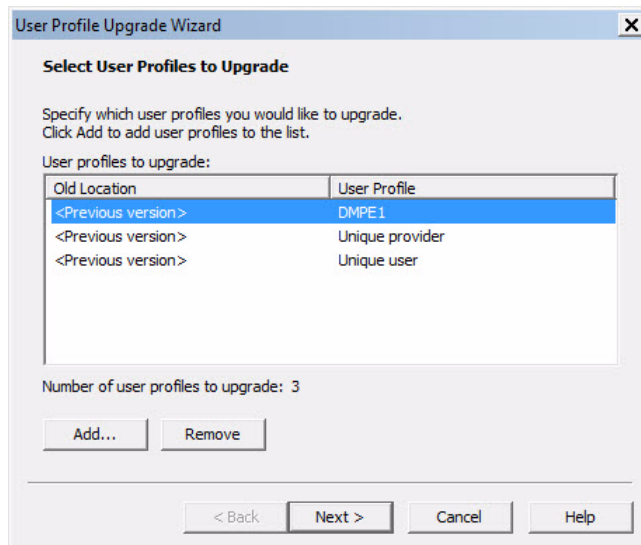 User Profile Upgrade Wizard
Select User Profiles to Upgrade
Specify which user profiles you would like to upgrade.
Click Add to add user profiles to the list.
User profiles to upgrade:
Old Location User Profile
<Previous version> DMPE1
<Previous version> Unique provider
<Previous version> Unique user
Number of user profiles to upgrade: 3
Add... Remove
< Back Next > Cancel Help